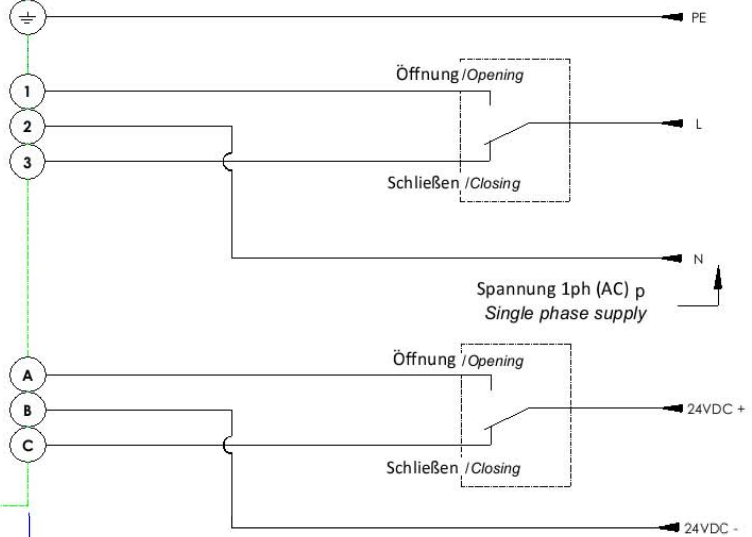 PE
Öffnung /Opening
1
L
2
3
Schließen /Closing
N
Spannung 1ph (AC) p
Single phase supply
Öffnung /Opening
A
24VDC +
B
C
Schließen /Closing
24VDC -